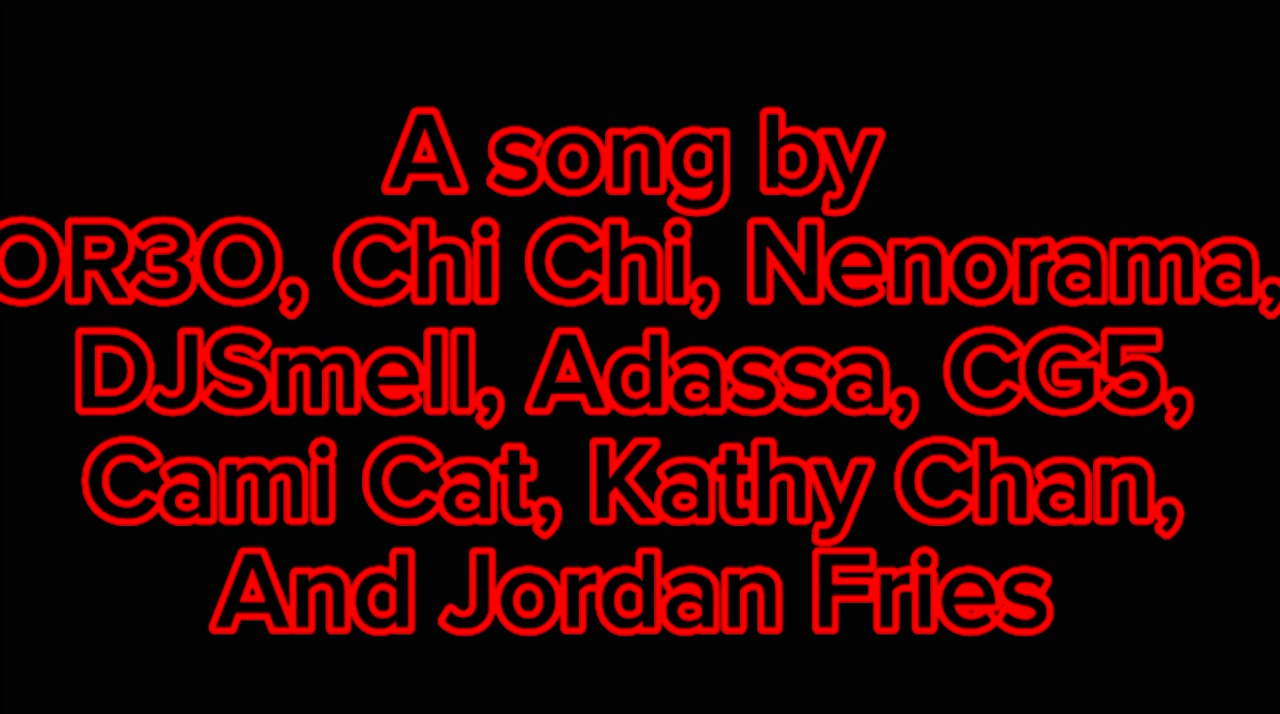 A song by
OR3O, Chi Chi, Nenorama,
DJSmell, Adassa, CG5,
Cami Cat, Kathy Chan,
And Jordan Fries